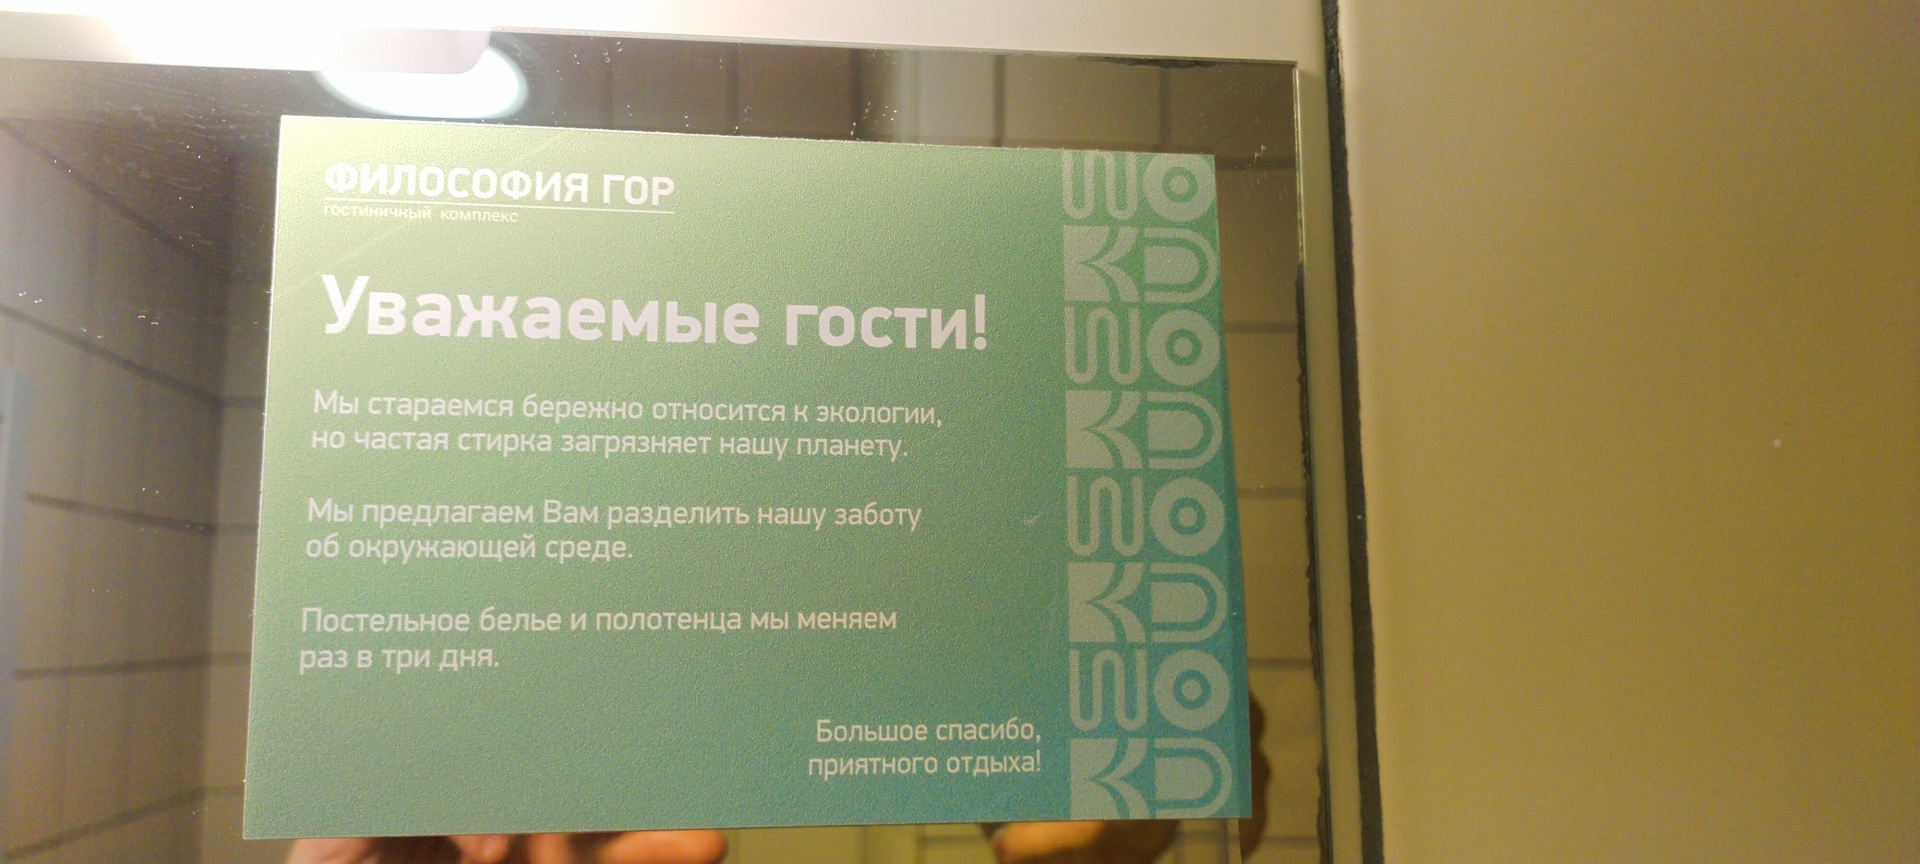 ФИЛОСОФИЯ ГОР
гостиничный комплекс
Уважаемые гости!
Мы стараемся бережно относится к экологии,
но частая стирка загрязняет нашу планету.
Мы предлагаем Вам разделить нашу заботу
об окружающей среде.
Постельное белье и полотенца мы меняем
раз в три дня.
Большое спасибо,
приятного отдыха!